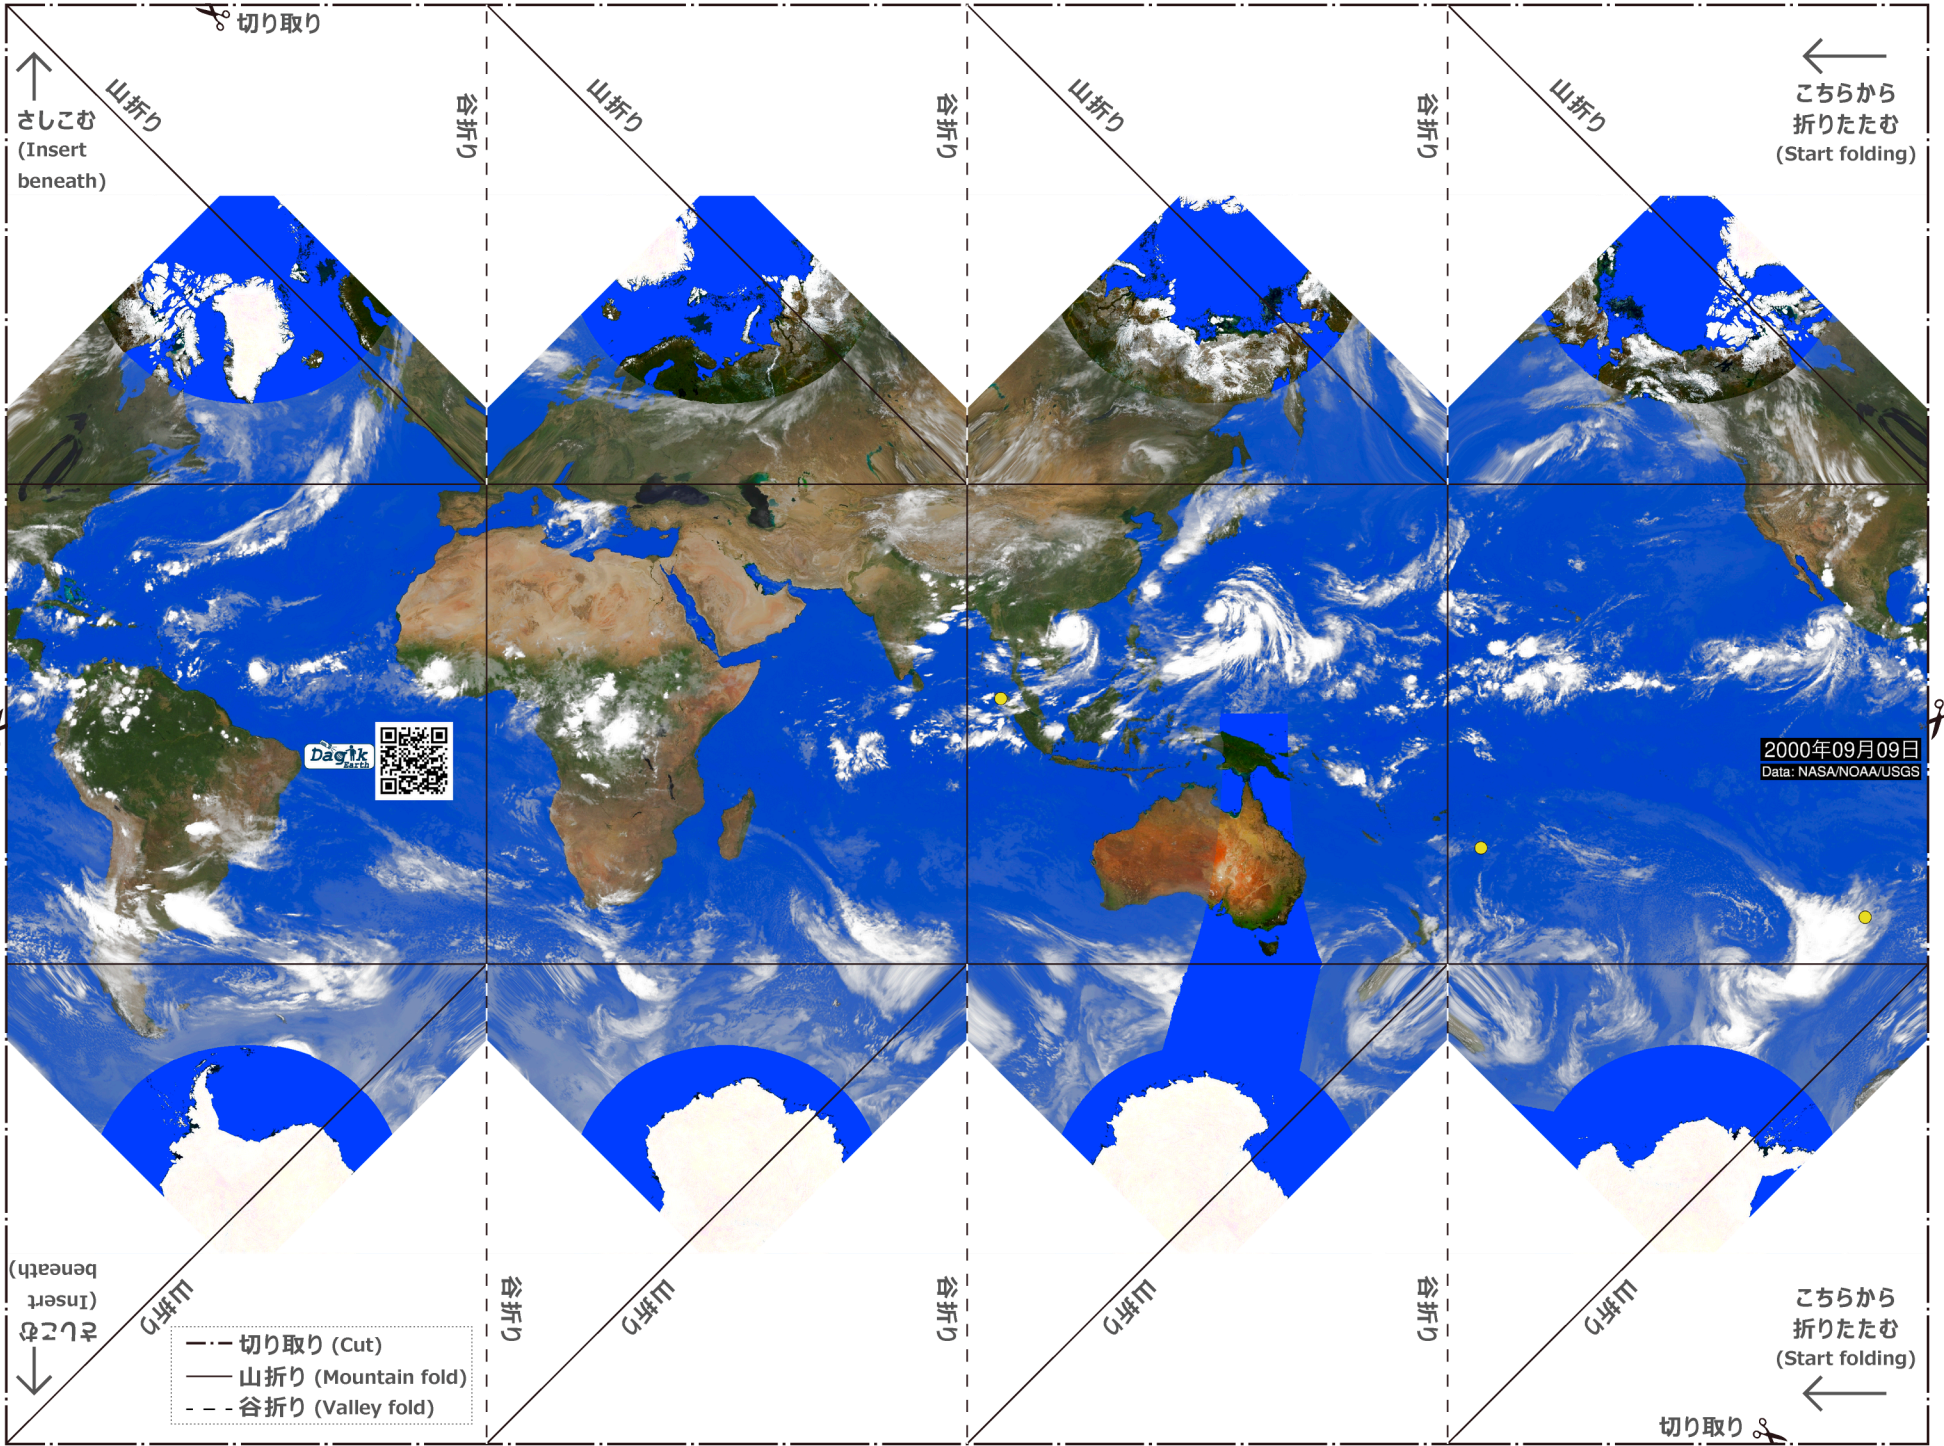 切り取り
山折り
谷折り
山折り
谷折り
山折り
谷折り
山折り
さしこむ
(Insert
beneath)
こちらから
折りたたむ
(Start folding)
Dagik
Earth
2000年09月09日
Data: NASA/NOAA/USGS
さしこむ
(Insert
beneath)
山折り
谷折り
山折り
谷折り
山折り
谷折り
山折り
こちらから
折りたたむ
(Start folding)
切り取り (Cut)
山折り (Mountain fold)
谷折り (Valley fold)
切り取り